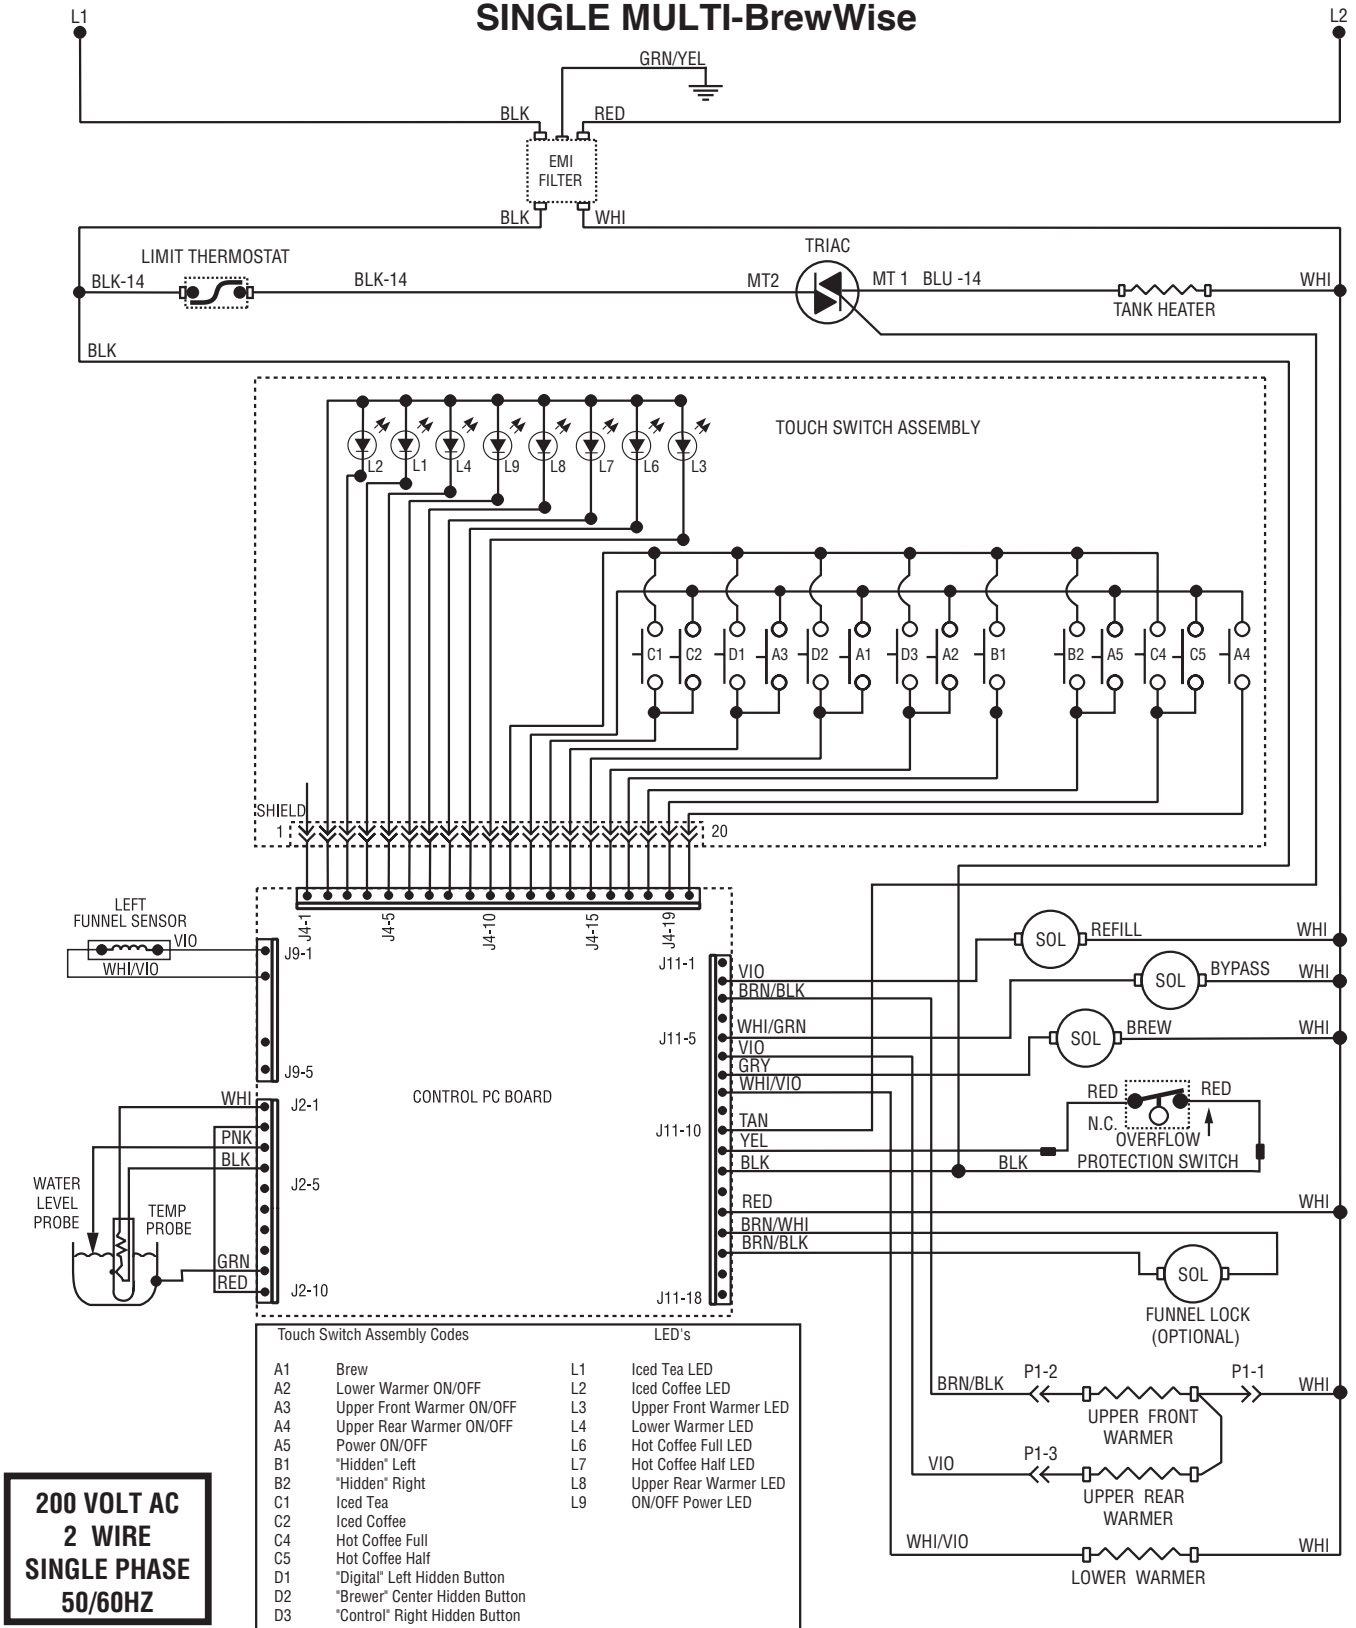 SINGLE MULTI-BrewWise
L1
L2
GRN/YEL
BLK
RED
EMI
FILTER
BLK
WHI
LIMIT THERMOSTAT
TRIAC
BLK-14
BLK-14
MT2
MT 1
BLU -14
WHI
TANK HEATER
BLK
TOUCH SWITCH ASSEMBLY
L2
L1
L4
L9
L8
L7
L6
L3
C1
C2
D1
A3
D2
A1
D3
A2
B1
B2
A5
C4
C5
A4
SHIELD
1
20
J4-1
J4-5
J4-10
J4-15
J4-19
LEFT
FUNNEL SENSOR
VIO
WHI/VIO
J9-1
J9-5
CONTROL PC BOARD
WHI
PNK
BLK
GRN
RED
J2-1
J2-5
J2-10
WATER
LEVEL
PROBE
TEMP
PROBE
J11-1
J11-5
J11-10
J11-18
VIO
BRN/BLK
WHI/GRN
VIO
GRY
WHI/VIO
TAN
YEL
BLK
RED
BRN/WHI
BRN/BLK
SOL
REFILL
WHI
SOL
BYPASS
WHI
SOL
BREW
WHI
RED
RED
N.C.
OVERFLOW
PROTECTION SWITCH
BLK
WHI
SOL
FUNNEL LOCK
(OPTIONAL)
BRN/BLK
P1-2
P1-1
WHI
UPPER FRONT
WARMER
VIO
P1-3
UPPER REAR
WARMER
WHI/VIO
WHI
LOWER WARMER
Touch Switch Assembly Codes
A1 Brew
A2 Lower Warmer ON/OFF
A3 Upper Front Warmer ON/OFF
A4 Upper Rear Warmer ON/OFF
A5 Power ON/OFF
B1 "Hidden" Left
B2 "Hidden" Right
C1 Iced Tea
C2 Iced Coffee
C4 Hot Coffee Full
C5 Hot Coffee Half
D1 "Digital" Left Hidden Button
D2 "Brewer" Center Hidden Button
D3 "Control" Right Hidden Button
LED's
L1 Iced Tea LED
L2 Iced Coffee LED
L3 Upper Front Warmer LED
L4 Lower Warmer LED
L6 Hot Coffee Full LED
L7 Hot Coffee Half LED
L8 Upper Rear Warmer LED
L9 ON/OFF Power LED
200 VOLT AC
2 WIRE
SINGLE PHASE
50/60HZ